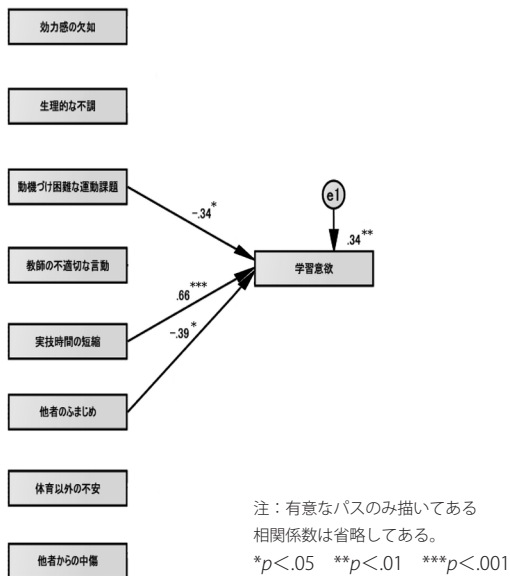 効力感の欠如
生理的な不調
動機づけ困難な運動課題
-.34*
e1
.34**
教師の不適切な言動
学習意欲
.66***
実技時間の短縮
-.39*
他者のふまじめ
体育以外の不安
他者からの中傷
注：有意なパスのみ描いてある
相関係数は省略してある。
*p<.05 **p<.01 ***p<.001